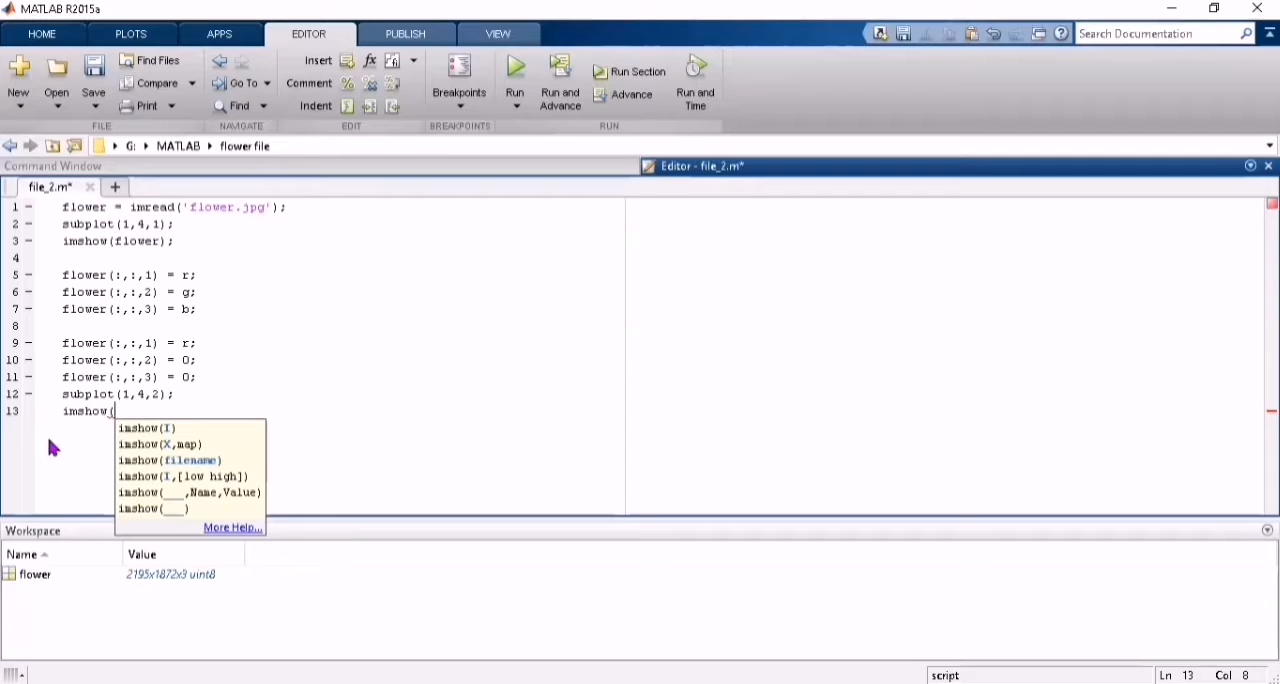 MATLAB R2015a
HOME PLOTS APPS EDITOR PUBLISH VIEW
Search Documentation
New Open Save Find Files Compare Print
Go To Find
Insert fx
Comment
Indent
Breakpoints Run Run and Advance Run Section Advance Run and Time
FILE NAVIGATE EDIT BREAKPOINTS RUN
G: MATLAB flower file
Command Window
Editor - file_2.m*
file_2.m*
1 flower = imread('flower.jpg');
2 subplot(1,4,1);
3 imshow(flower);
4
5 flower(:,:,1) = r;
6 flower(:,:,2) = g;
7 flower(:,:,3) = b;
8
9 flower(:,:,1) = r;
10 flower(:,:,2) = 0;
11 flower(:,:,3) = 0;
12 subplot(1,4,2);
13 imshow(
imshow(I)
imshow(X,map)
imshow(filename)
imshow(I,[low high])
imshow(___,Name,Value)
imshow(___)
More Help...
Workspace
Name Value
flower 2195x1872x3 uint8
script Ln 13 Col 8